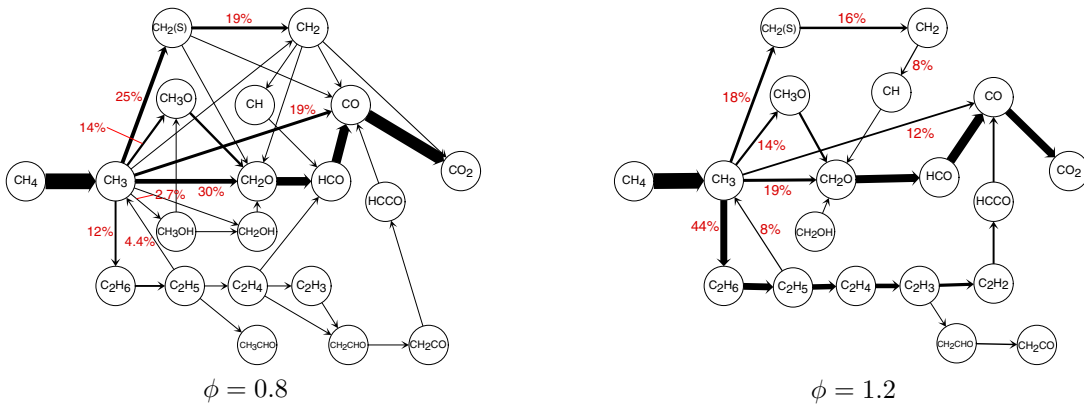 19%
CH2(S)
CH2
25%
CH3O
CH
19%
CO
14%
CH4
CH3
CH2O
HCO
CO2
2.7%
30%
HCCO
12%
CH3OH
CH2OH
4.4%
C2H6
C2H5
C2H4
C2H3
CH3CHO
CH2CHO
CH2CO
ϕ = 0.8
16%
CH2(S)
CH2
8%
18%
CH3O
CH
CO
12%
14%
CH4
CH3
CH2O
HCO
CO2
19%
HCCO
44%
8%
CH2OH
C2H6
C2H5
C2H4
C2H3
C2H2
CH2CHO
CH2CO
ϕ = 1.2